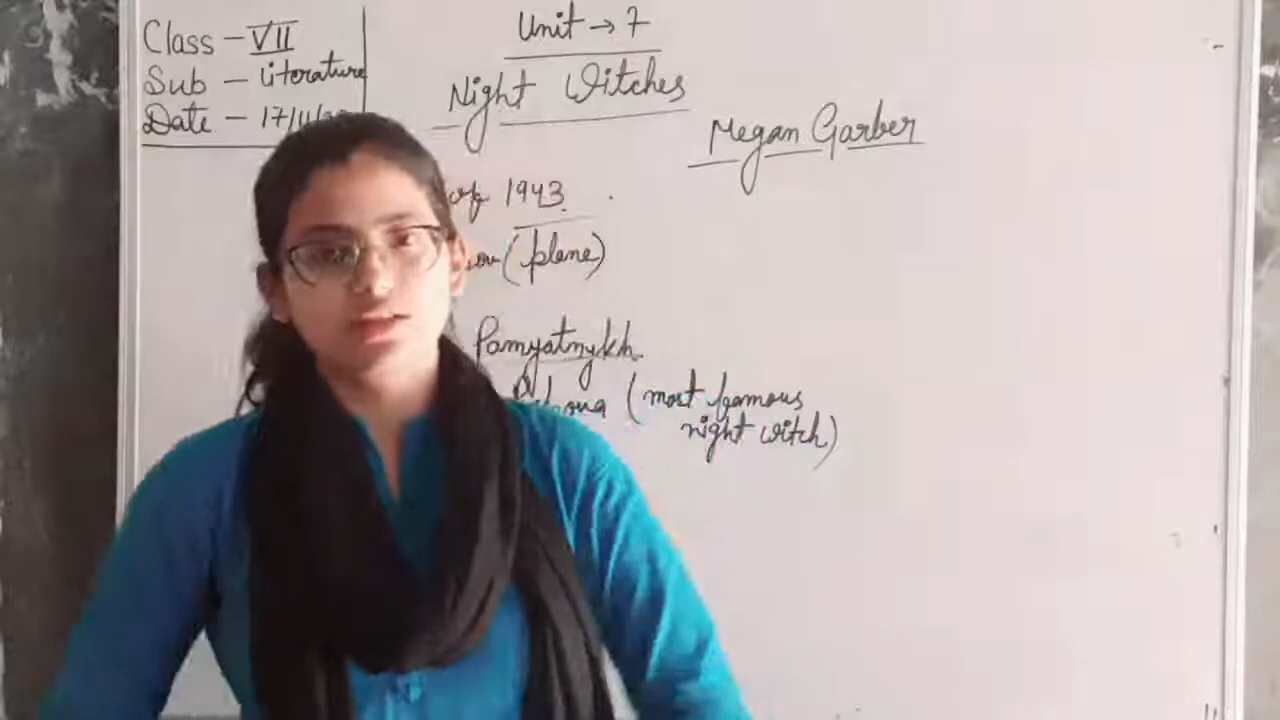 Class - VII
Sub - Literature
Date - 17/11/
Unit → 7
Night Witches
Megan Garber
of 1943.
(plane)
Pamyatnykh.
(most famous
night witch)